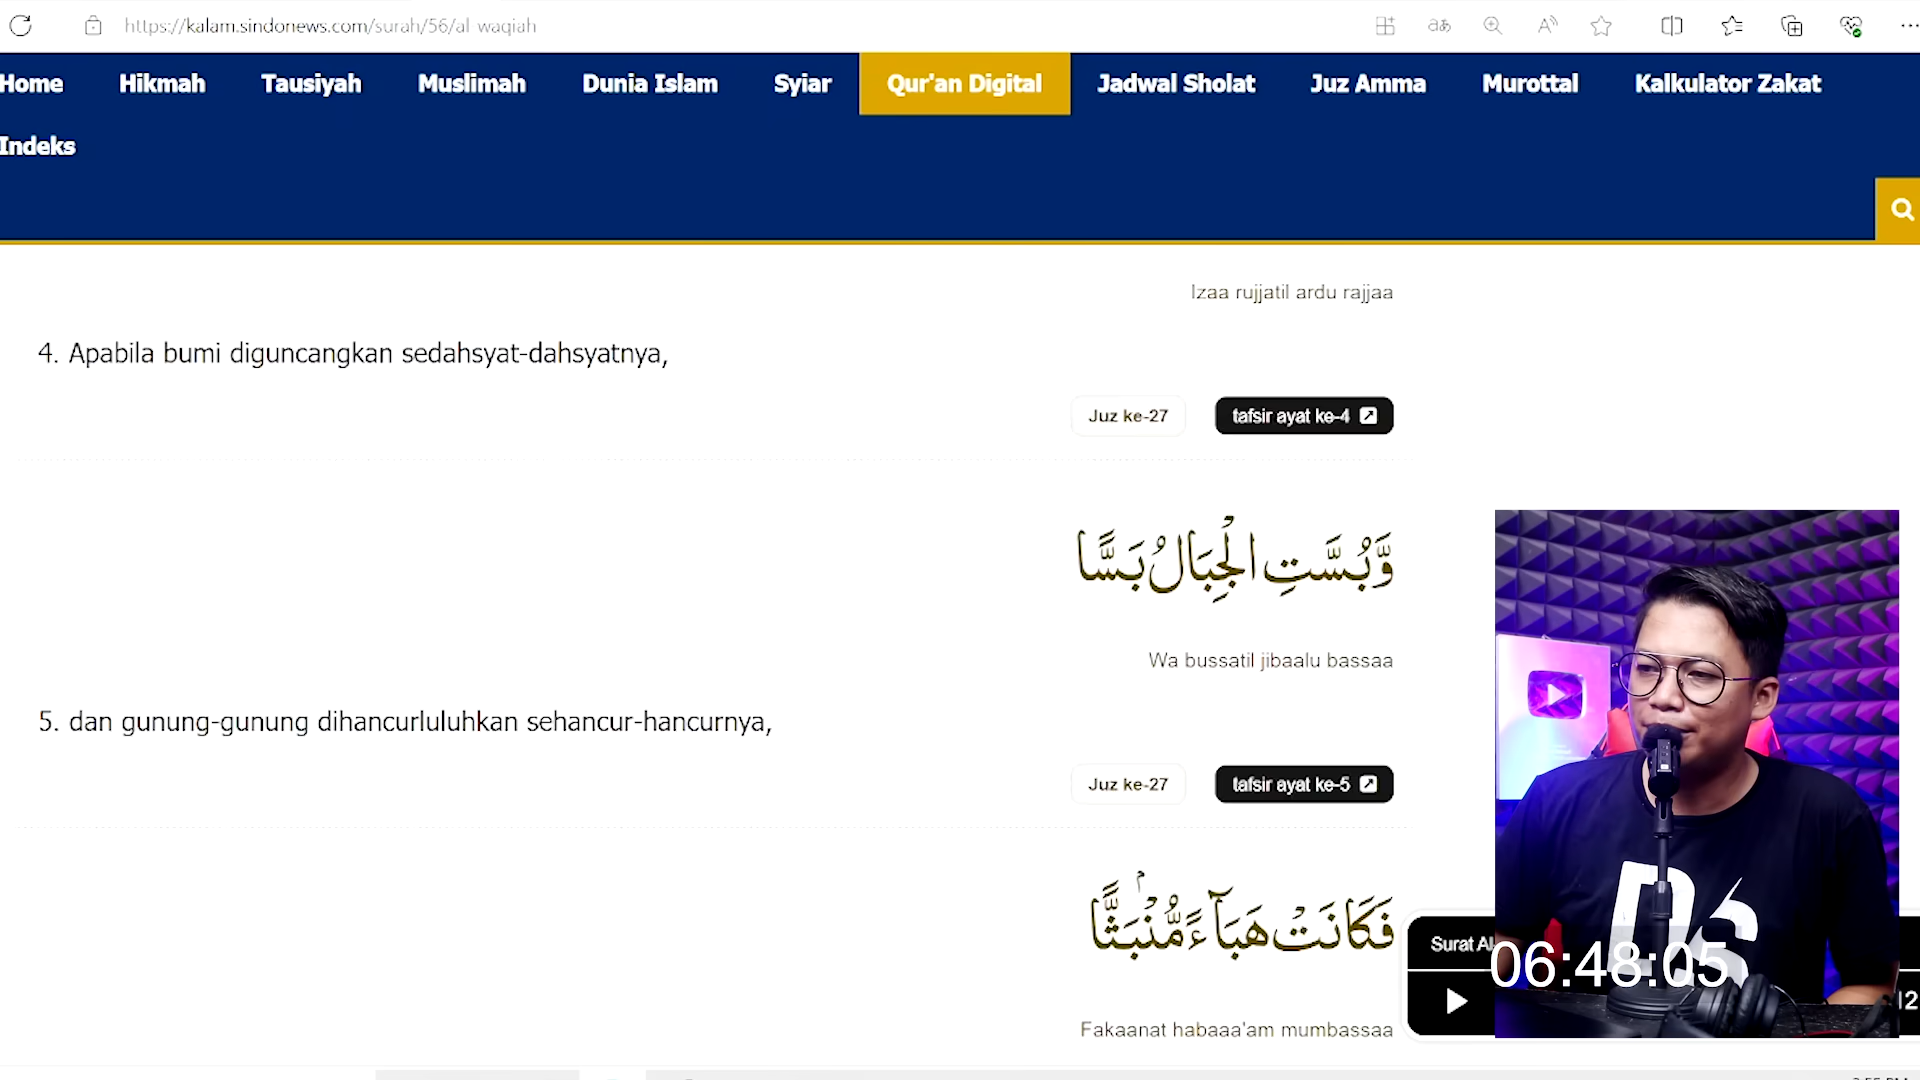 https://kalam.sindonews.com/surah/56/al waqiah
Home Hikmah Tausiyah Muslimah Dunia Islam Syiar Qur'an Digital Jadwal Sholat Juz Amma Murottal Kalkulator Zakat
Indeks
Izaa rujjatil ardu rajjaa
4. Apabila bumi diguncangkan sedahsyat-dahsyatnya,
Juz ke-27 tafsir ayat ke-4
وَّبُسَّتِ الْجِبَالُ بَسًّا
Wa bussatil jibaalu bassaa
5. dan gunung-gunung dihancurluluhkan sehancur-hancurnya,
Juz ke-27 tafsir ayat ke-5
فَكَانَتْ هَبَاۤءً مُّنْۢبَثًّا
Fakaanat habaaa'am mumbassaa
Surat Al
06:48:05